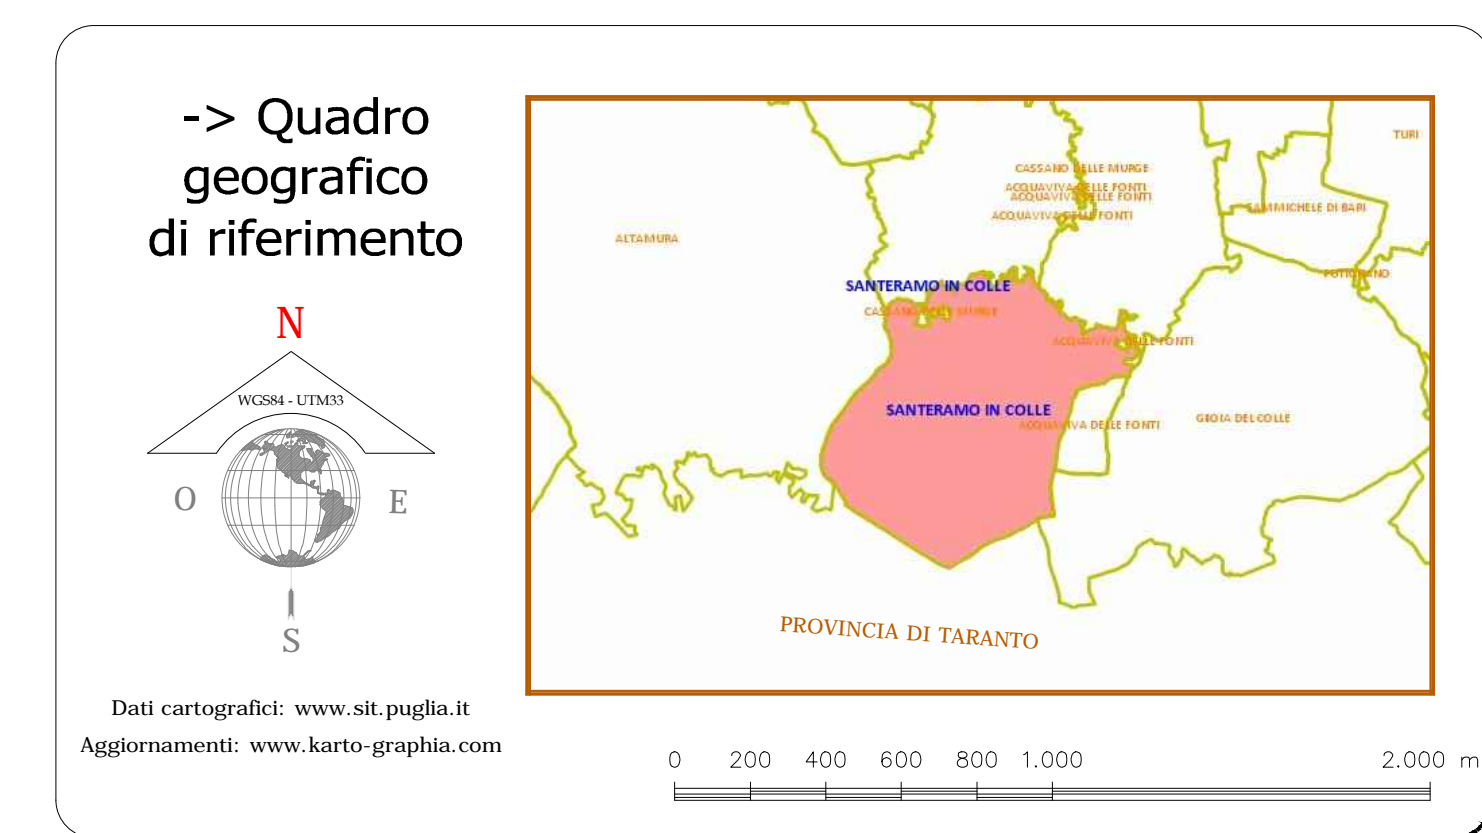 -> Quadro
geografico
di riferimento
N
WGS84 - UTM33
O
E
S
Dati cartografici: www.sit.puglia.it
Aggiornamenti: www.karto-graphia.com
TURI
CASSANO DELLE MURGE
ACQUAVIVA DELLE FONTI
ACQUAVIVA DELLE FONTI
SAMMICHELE DI BARI
ACQUAVIVA DELLE FONTI
ALTAMURA
PUTIGNANO
SANTERAMO IN COLLE
CASSANO DELLE MURGE
ACQUAVIVA DELLE FONTI
SANTERAMO IN COLLE
GIOIA DEL COLLE
ACQUAVIVA DELLE FONTI
PROVINCIA DI TARANTO
0 200 400 600 800 1.000 2.000 m